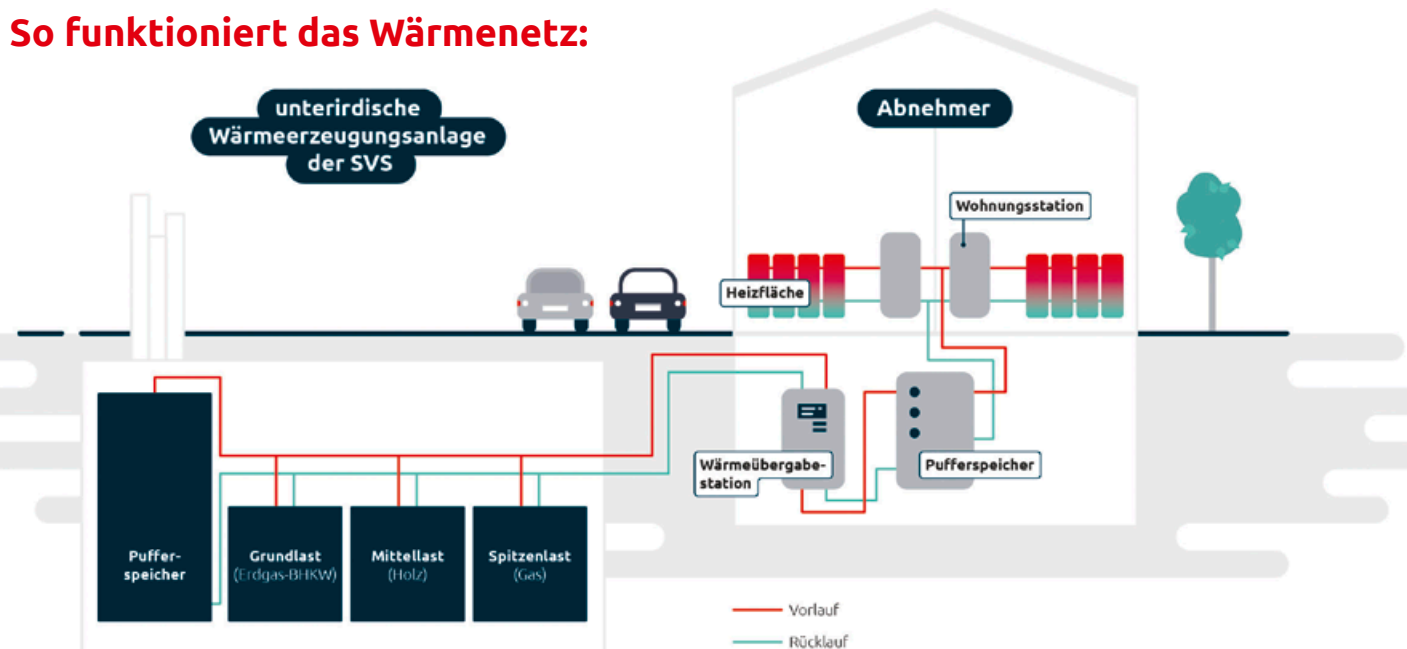 So funktioniert das Wärmenetz:
unterirdische
Wärmeerzeugungsanlage
der SVS
Abnehmer
Wohnungsstation
Heizfläche
Wärmeübergabe-
station
Pufferspeicher
Puffer-
speicher
Grundlast
(Erdgas-BHKW)
Mittellast
(Holz)
Spitzenlast
(Gas)
Vorlauf
Rücklauf